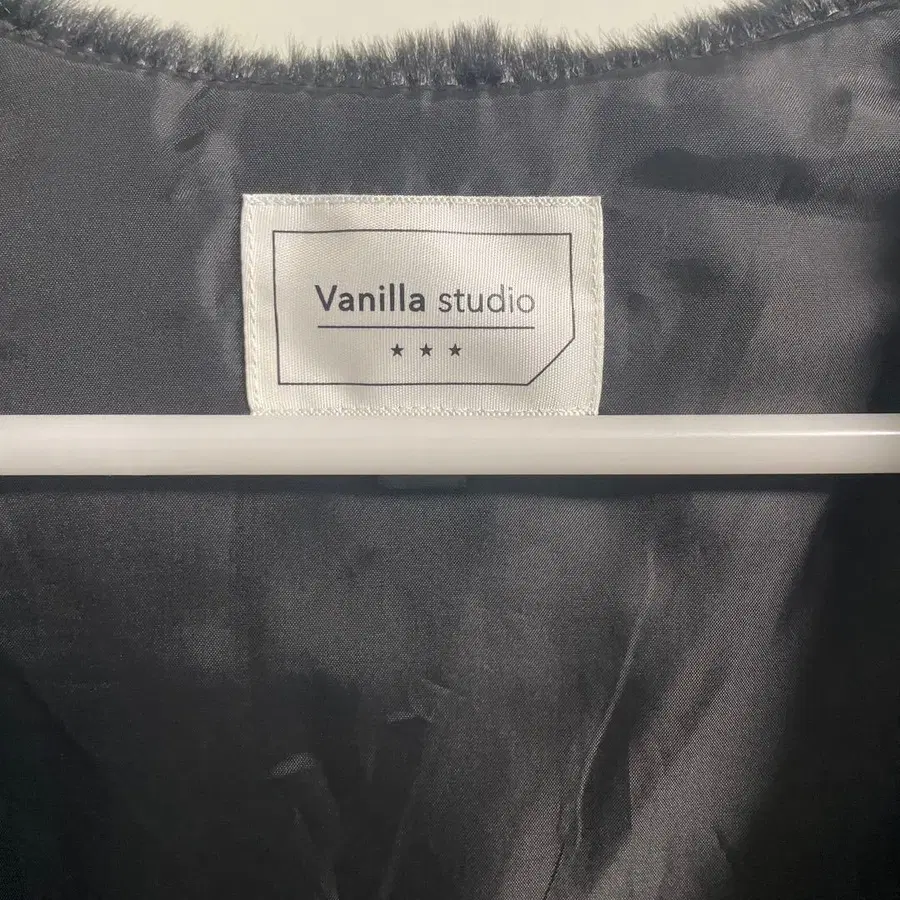 Vanilla studio
★ ★ ★